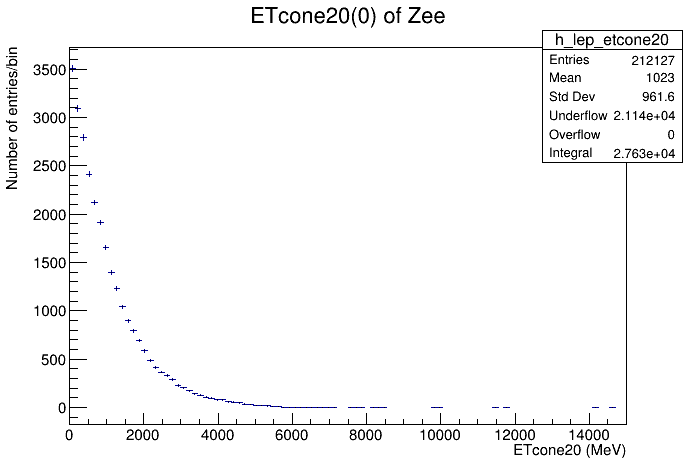 ETcone20(0) of Zee
h_lep_etcone20
Entries 212127
Mean 1023
Std Dev 961.6
Underflow 2.114e+04
Overflow 0
Integral 2.763e+04
Number of entries/bin
3500
3000
2500
2000
1500
1000
500
0
0 2000 4000 6000 8000 10000 12000 14000
ETcone20 (MeV)